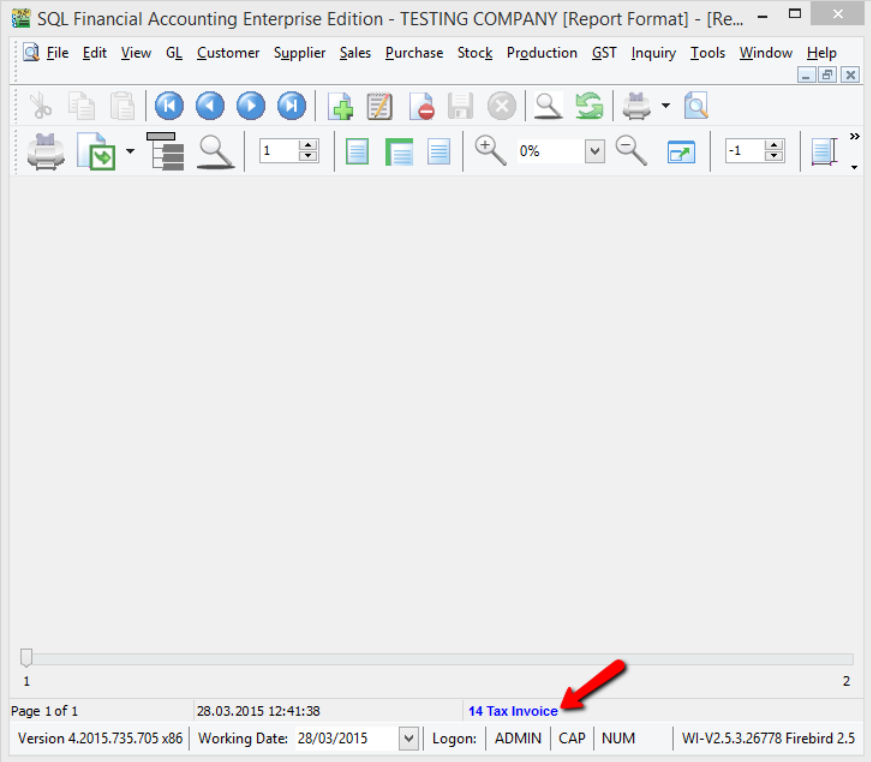 SQL Financial Accounting Enterprise Edition - TESTING COMPANY [Report Format] - [Re...
File Edit View GL Customer Supplier Sales Purchase Stock Production GST Inquiry Tools Window Help
1 0% -1
1 2
Page 1 of 1 28.03.2015 12:41:38 14 Tax Invoice
Version 4.2015.735.705 x86 Working Date: 28/03/2015 Logon: ADMIN CAP NUM WI-V2.5.3.26778 Firebird 2.5